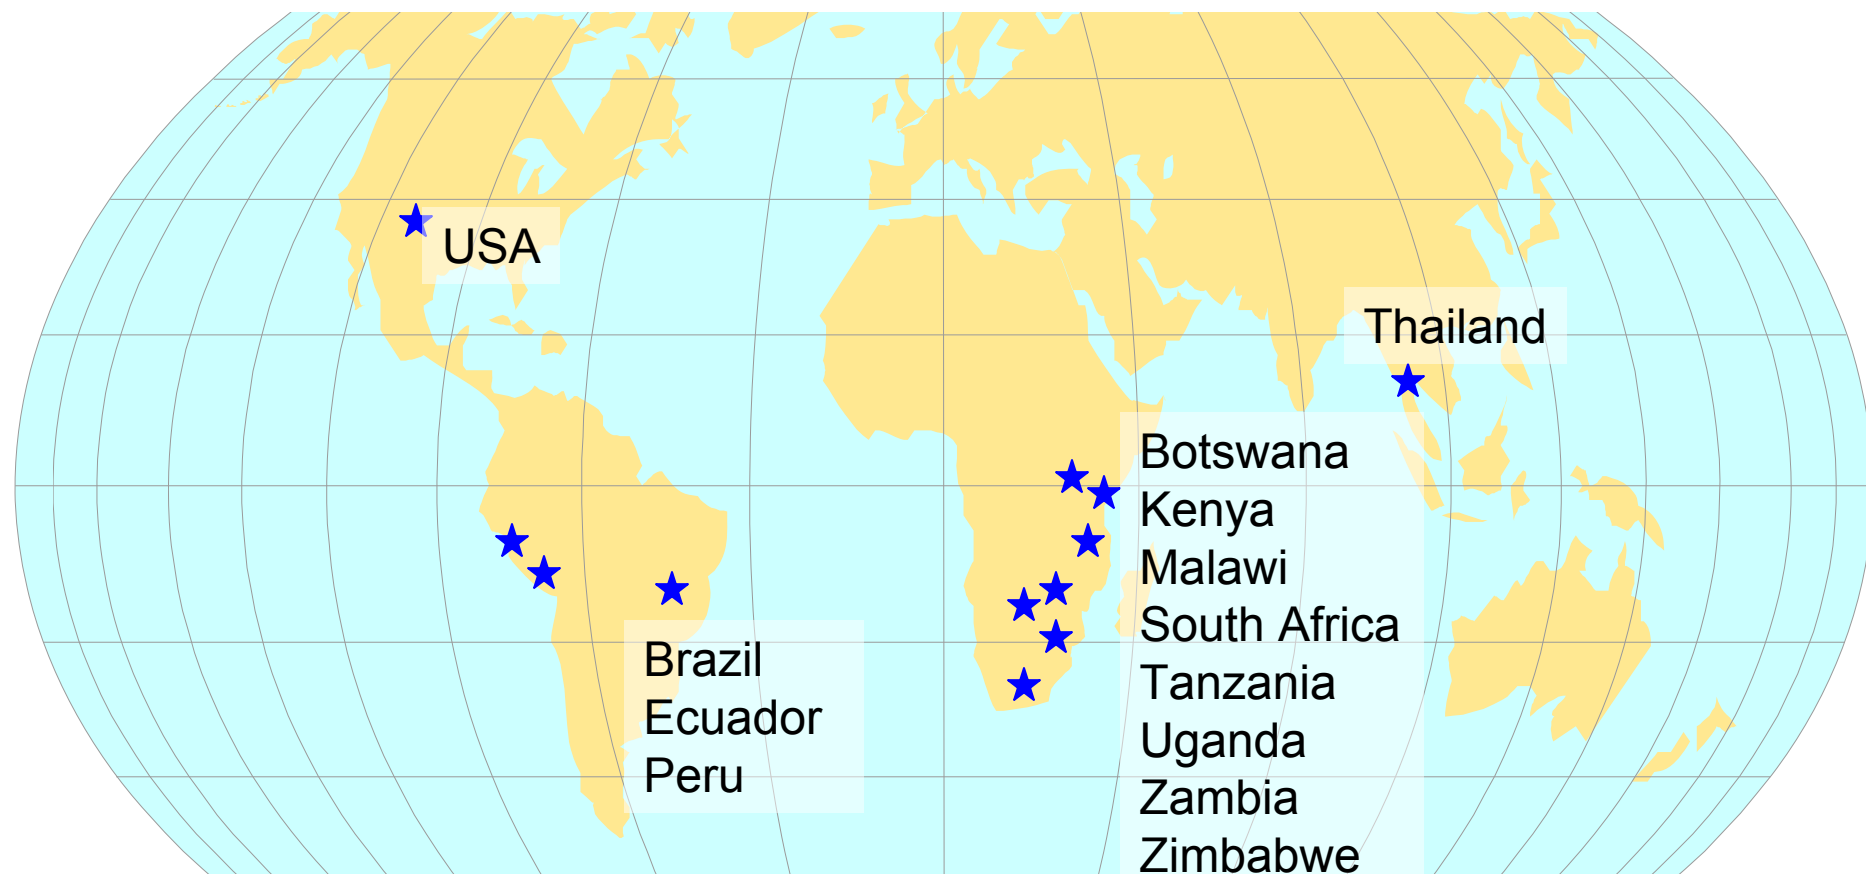 USA
Thailand
Botswana
Kenya
Malawi
South Africa
Tanzania
Uganda
Zambia
Zimbabwe
Brazil
Ecuador
Peru